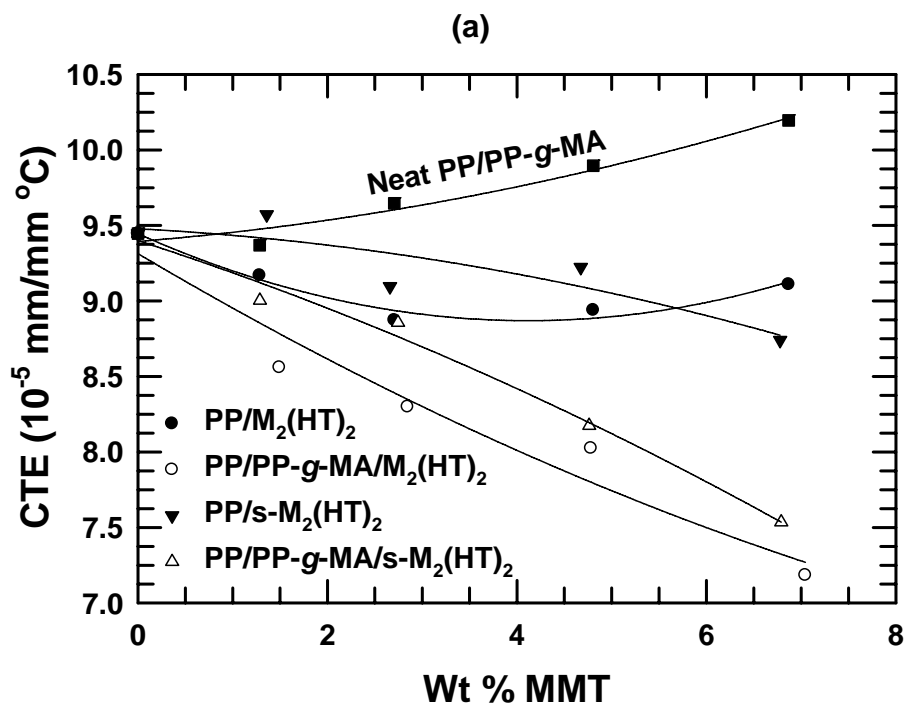 (a)
CTE (10⁻⁵ mm/mm ºC)
10.5
10.0
9.5
9.0
8.5
8.0
7.5
7.0
Neat PP/PP-g-MA
PP/M₂(HT)₂
PP/PP-g-MA/M₂(HT)₂
PP/s-M₂(HT)₂
PP/PP-g-MA/s-M₂(HT)₂
0 2 4 6 8
Wt % MMT